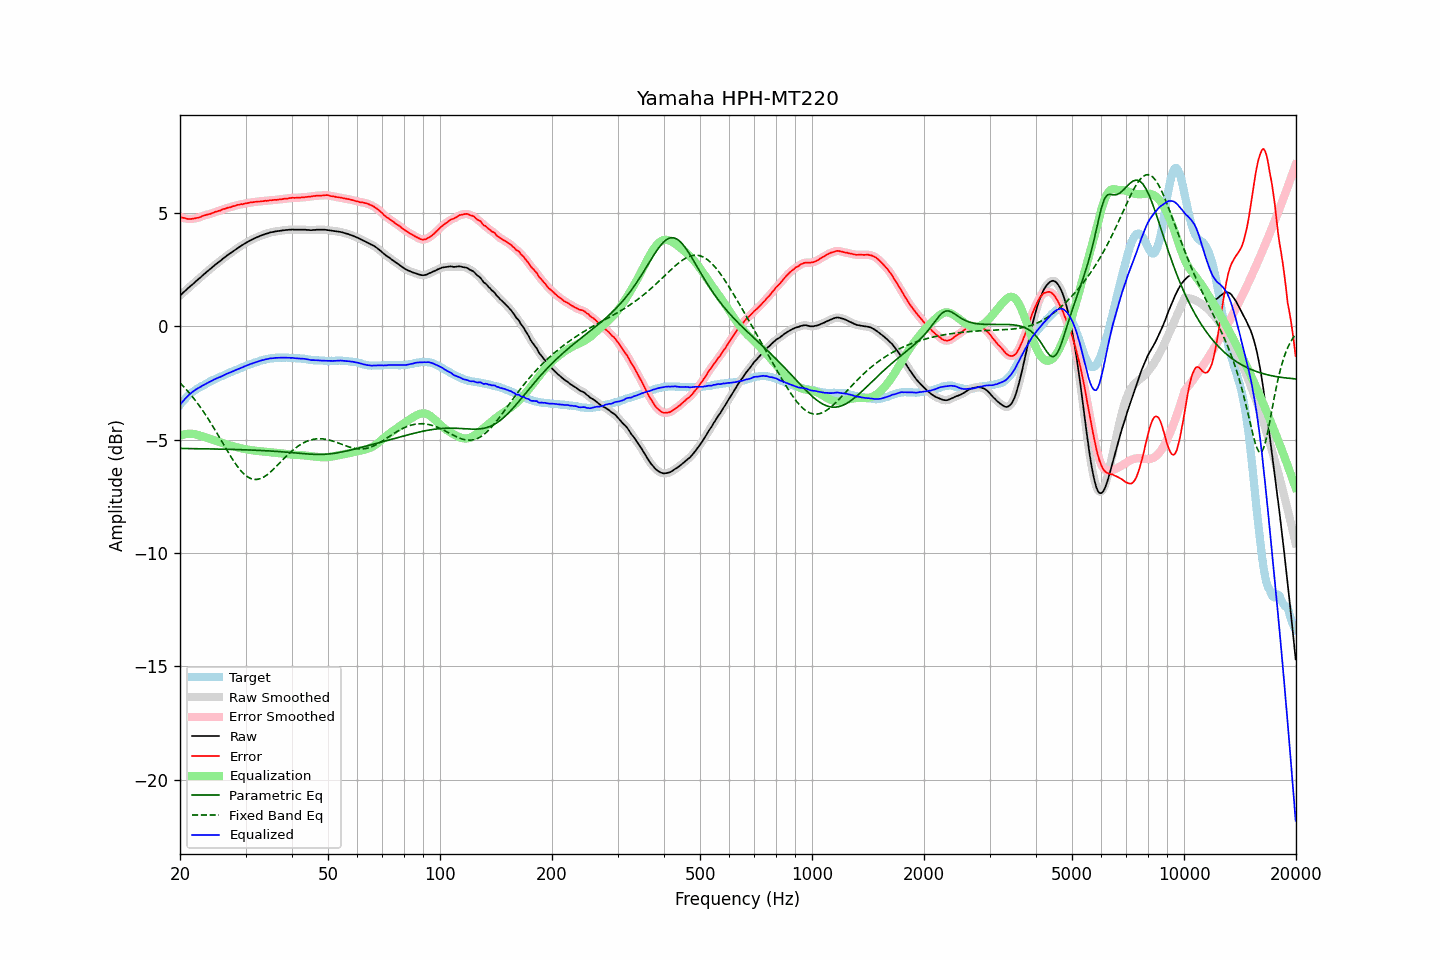 Yamaha HPH-MT220
Amplitude (dBr)
5
0
−5
−10
−15
−20
Target
Raw Smoothed
Error Smoothed
Raw
Error
Equalization
Parametric Eq
Fixed Band Eq
Equalized
20 50 100 200 500 1000 2000 5000 10000 20000
Frequency (Hz)